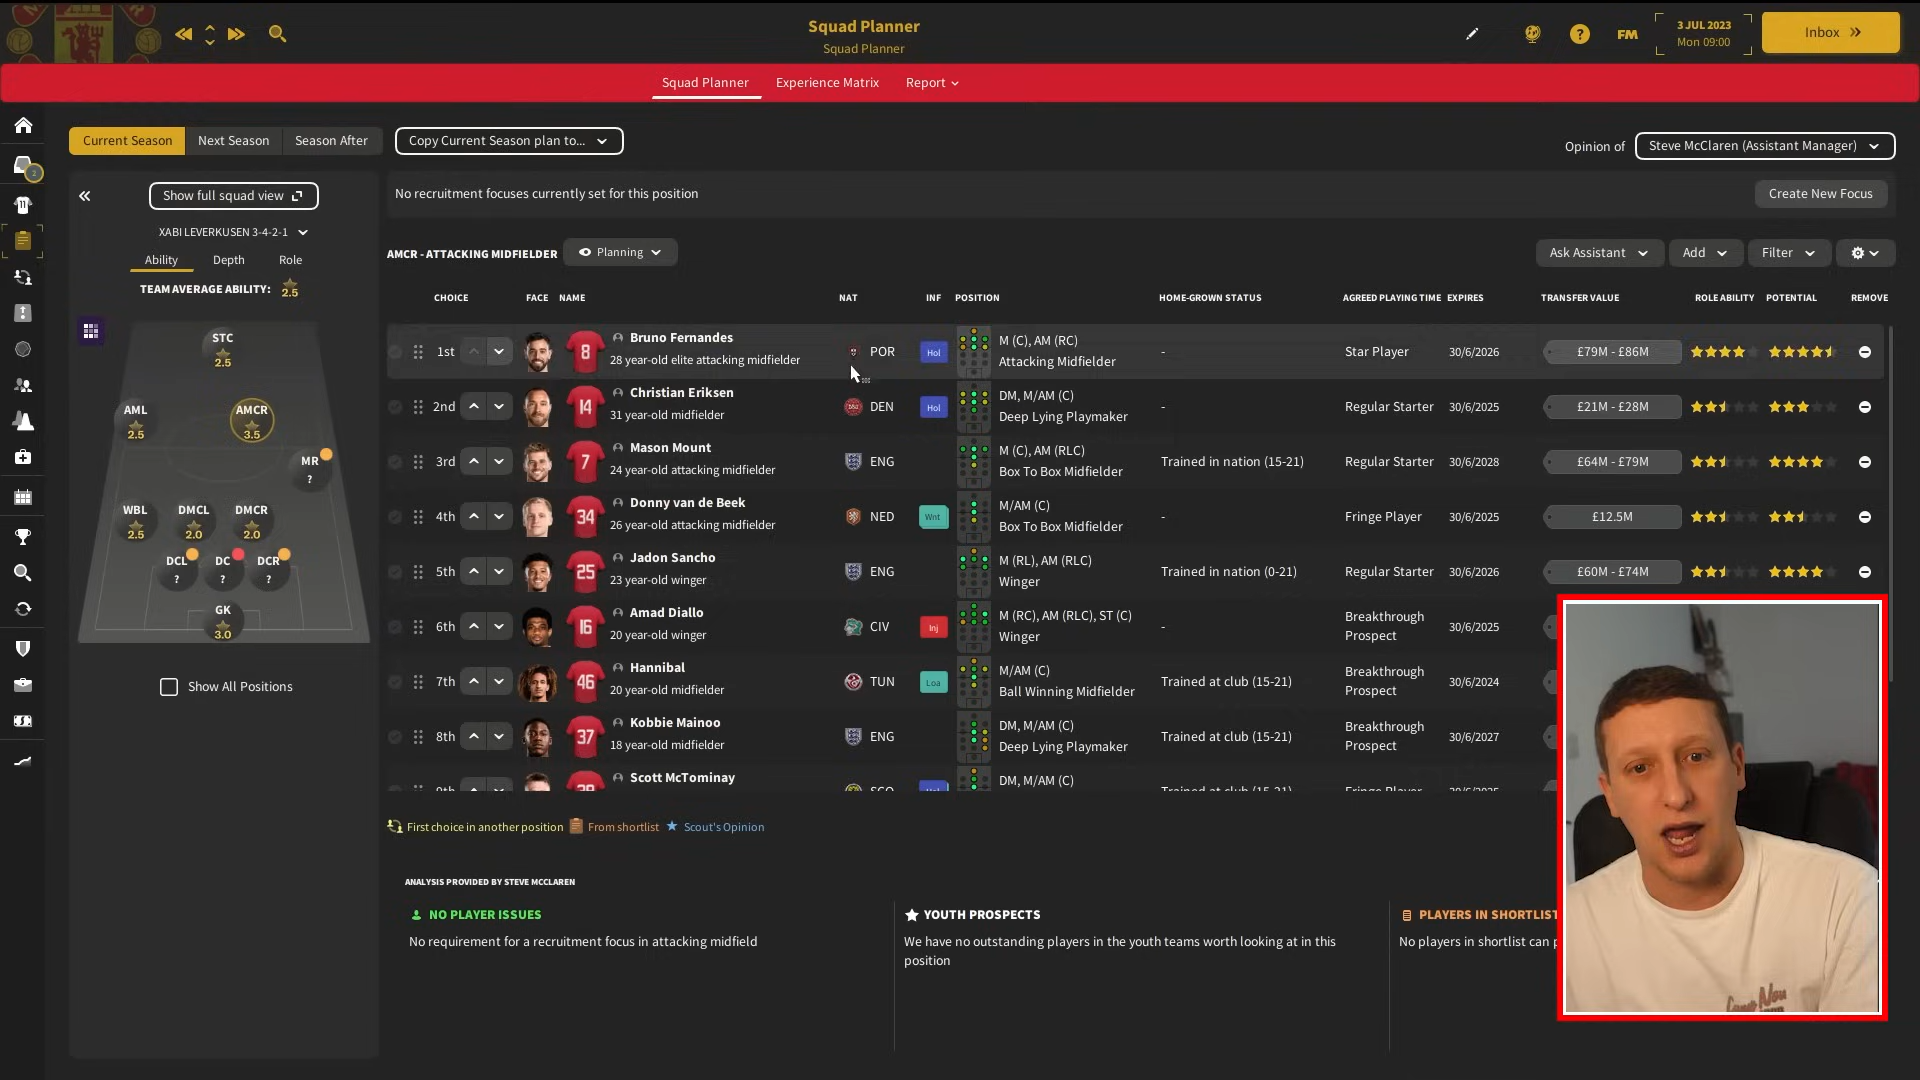 Squad Planner
Squad Planner
FM
3 JUL 2023
Mon 09:00
Inbox
Squad Planner Experience Matrix Report
Current Season Next Season Season After Copy Current Season plan to...
Opinion of Steve McClaren (Assistant Manager)
Show full squad view
XABI LEVERKUSEN 3-4-2-1
Ability Depth Role
TEAM AVERAGE ABILITY: 2.5
STC
2.5
AML
2.5
AMCR
3.5
MR
?
WBL
2.5
DMCL
2.0
DMCR
2.0
DCL
?
DC
?
DCR
?
GK
3.0
Show All Positions
No recruitment focuses currently set for this position
Create New Focus
AMCR - ATTACKING MIDFIELDER Planning
Ask Assistant Add Filter
CHOICE FACE NAME NAT INF POSITION HOME-GROWN STATUS AGREED PLAYING TIME EXPIRES TRANSFER VALUE ROLE ABILITY POTENTIAL REMOVE
1st 8 Bruno Fernandes
28 year-old elite attacking midfielder
POR Hol M (C), AM (RC)
Attacking Midfielder
- Star Player 30/6/2026 £79M - £86M
2nd 14 Christian Eriksen
31 year-old midfielder
DEN Hol DM, M/AM (C)
Deep Lying Playmaker
- Regular Starter 30/6/2025 £21M - £28M
3rd 7 Mason Mount
24 year-old attacking midfielder
ENG M (C), AM (RLC)
Box To Box Midfielder
Trained in nation (15-21) Regular Starter 30/6/2028 £64M - £79M
4th 34 Donny van de Beek
26 year-old attacking midfielder
NED Wnt M/AM (C)
Box To Box Midfielder
- Fringe Player 30/6/2025 £12.5M
5th 25 Jadon Sancho
23 year-old winger
ENG M (RL), AM (RLC)
Winger
Trained in nation (0-21) Regular Starter 30/6/2026 £60M - £74M
6th 16 Amad Diallo
20 year-old winger
CIV Inj M (RC), AM (RLC), ST (C)
Winger
- Breakthrough
Prospect
30/6/2025
7th 46 Hannibal
20 year-old midfielder
TUN Loa M/AM (C)
Ball Winning Midfielder
Trained at club (15-21) Breakthrough
Prospect
30/6/2024
8th 37 Kobbie Mainoo
18 year-old midfielder
ENG DM, M/AM (C)
Deep Lying Playmaker
Trained at club (15-21) Breakthrough
Prospect
30/6/2027
Scott McTominay
DM, M/AM (C)
First choice in another position From shortlist Scout's Opinion
ANALYSIS PROVIDED BY STEVE MCCLAREN
NO PLAYER ISSUES
No requirement for a recruitment focus in attacking midfield
YOUTH PROSPECTS
We have no outstanding players in the youth teams worth looking at in this
position
PLAYERS IN SHORTLIST
No players in shortlist can